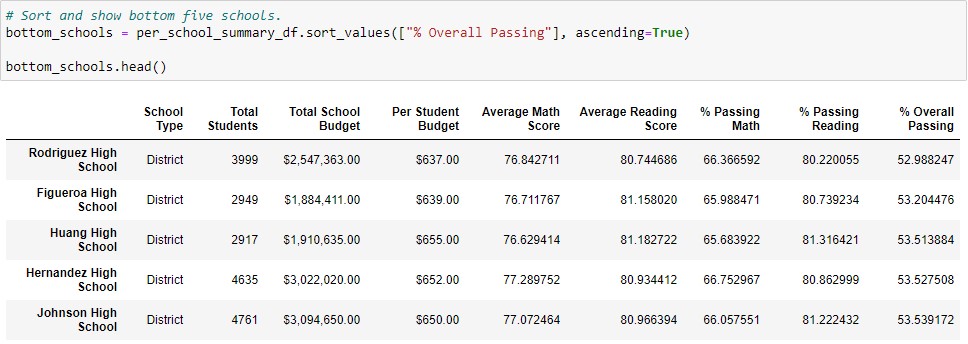 # Sort and show bottom five schools.
bottom_schools = per_school_summary_df.sort_values(["% Overall Passing"], ascending=True)
bottom_schools.head()
School Type Total Students Total School Budget Per Student Budget Average Math Score Average Reading Score % Passing Math % Passing Reading % Overall Passing
Rodriguez High School District 3999 $2,547,363.00 $637.00 76.842711 80.744686 66.366592 80.220055 52.988247
Figueroa High School District 2949 $1,884,411.00 $639.00 76.711767 81.158020 65.988471 80.739234 53.204476
Huang High School District 2917 $1,910,635.00 $655.00 76.629414 81.182722 65.683922 81.316421 53.513884
Hernandez High School District 4635 $3,022,020.00 $652.00 77.289752 80.934412 66.752967 80.862999 53.527508
Johnson High School District 4761 $3,094,650.00 $650.00 77.072464 80.966394 66.057551 81.222432 53.539172